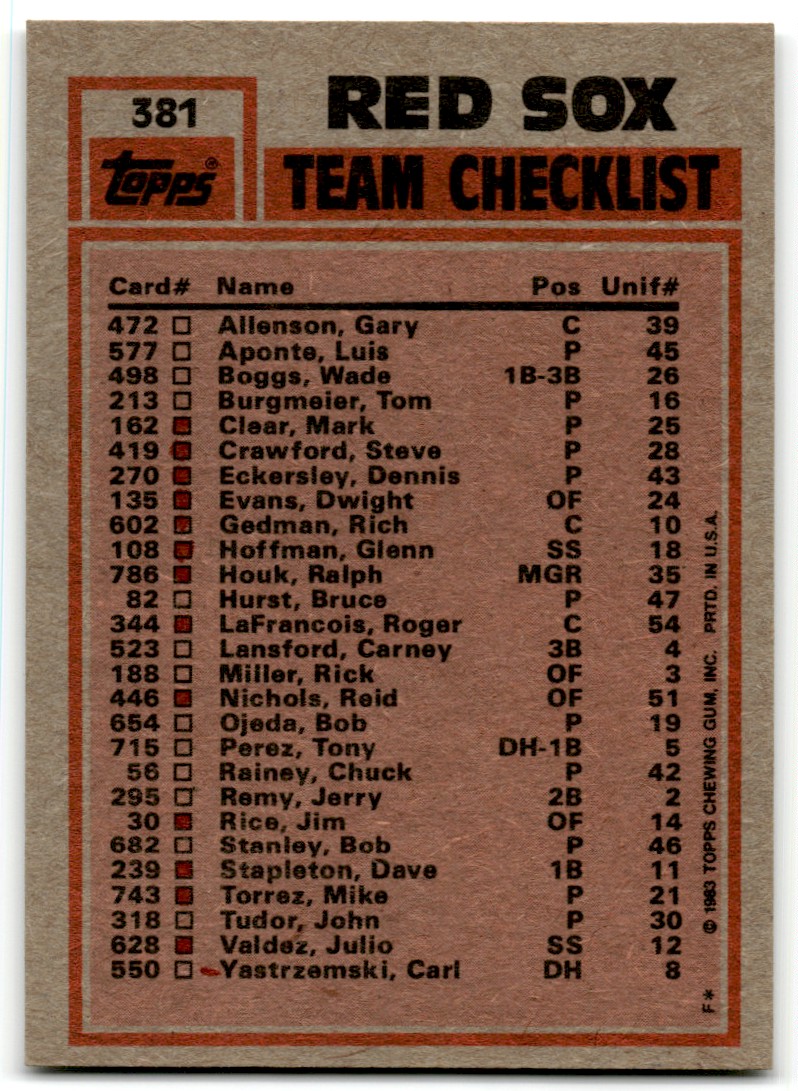 381
RED SOX
topps®
TEAM CHECKLIST
Card# Name Pos Unif#
472 □ Allenson, Gary C 39
577 □ Aponte, Luis P 45
498 □ Boggs, Wade 1B-3B 26
213 □ Burgmeier, Tom P 16
162 ■ Clear, Mark P 25
419 ■ Crawford, Steve P 28
270 ■ Eckersley, Dennis P 43
135 ■ Evans, Dwight OF 24
602 ■ Gedman, Rich C 10
108 ■ Hoffman, Glenn SS 18
786 ■ Houk, Ralph MGR 35
82 □ Hurst, Bruce P 47
344 ■ LaFrancois, Roger C 54
523 □ Lansford, Carney 3B 4
188 □ Miller, Rick OF 3
446 ■ Nichols, Reid OF 51
654 □ Ojeda, Bob P 19
715 □ Perez, Tony DH-1B 5
56 □ Rainey, Chuck P 42
295 □ Remy, Jerry 2B 2
30 ■ Rice, Jim OF 14
682 □ Stanley, Bob P 46
239 ■ Stapleton, Dave 1B 11
743 ■ Torrez, Mike P 21
318 □ Tudor, John P 30
628 ■ Valdez, Julio SS 12
550 □ Yastrzemski, Carl DH 8
F* © 1983 TOPPS CHEWING GUM, INC. PRTD. IN U.S.A.